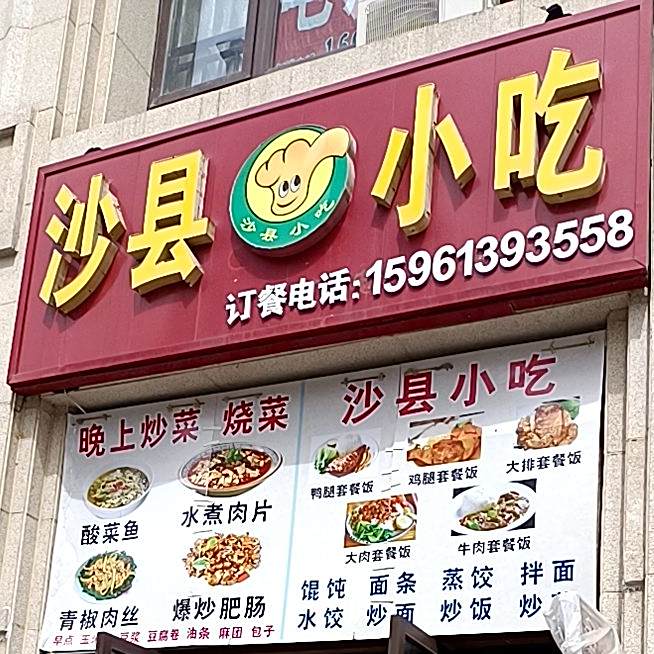 沙县小吃
沙县小吃
订餐电话:15961393558
晚上炒菜 烧菜
酸菜鱼
水煮肉片
青椒肉丝
爆炒肥肠
早点 豆浆 豆腐卷 油条 麻团 包子
沙县小吃
鸭腿套餐饭
鸡腿套餐饭
大排套餐饭
大肉套餐饭
牛肉套餐饭
馄饨 面条 蒸饺 拌面
水饺 炒面 炒饭 炒